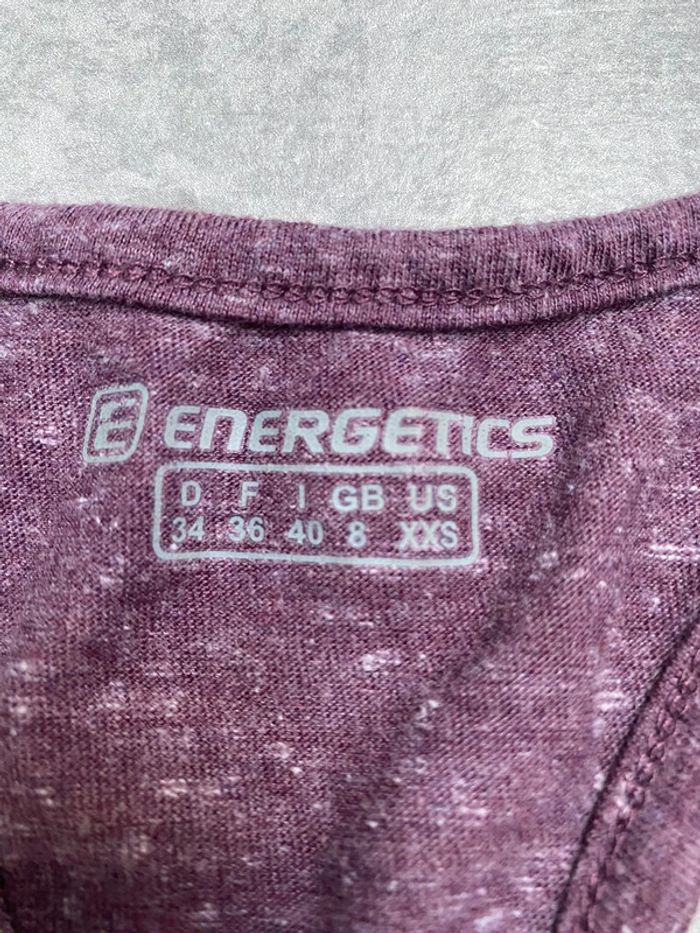 E ENERGETICS
D F I GB US
34 36 40 8 XXS